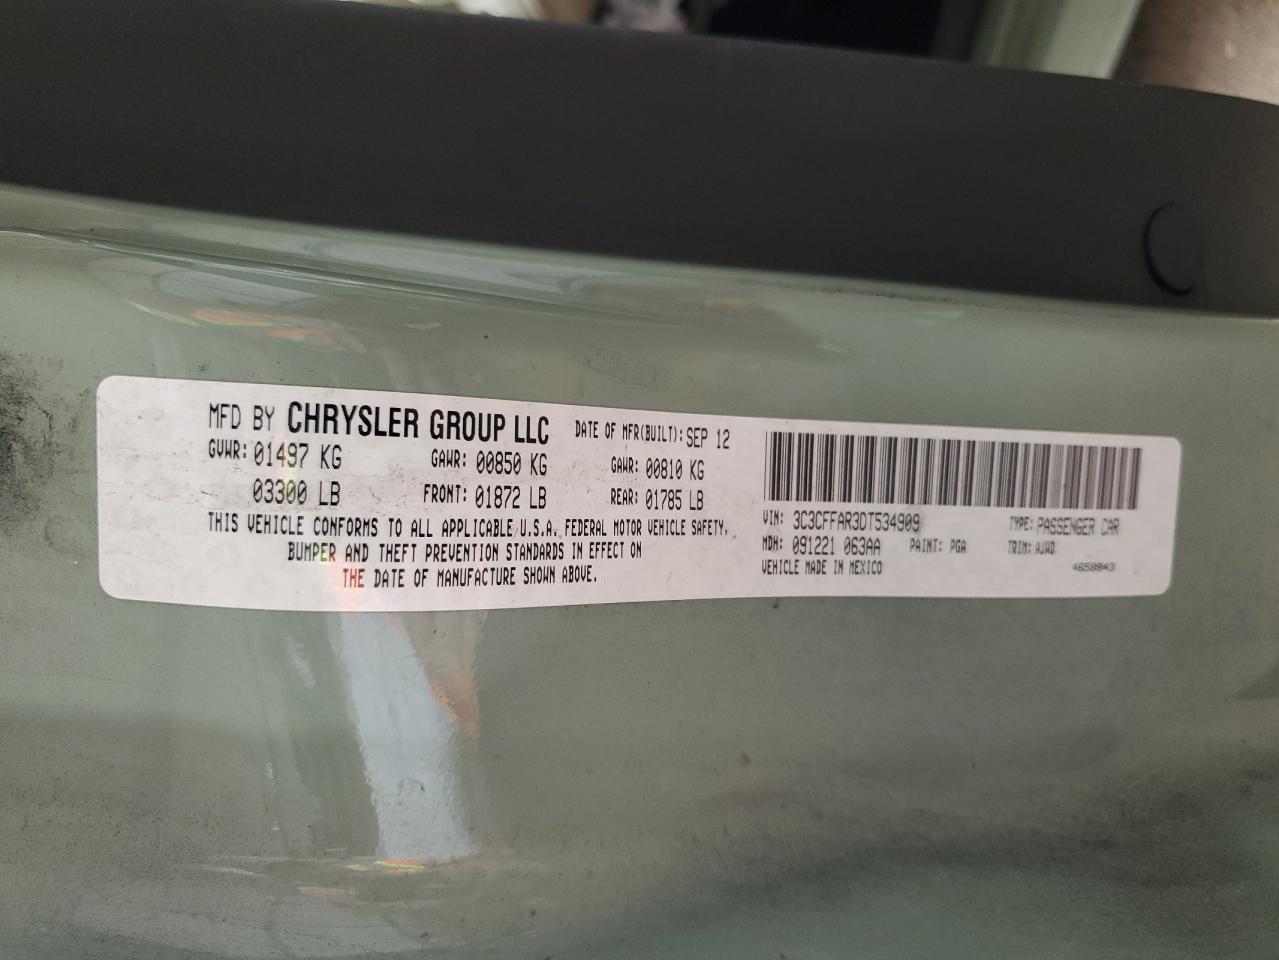 MFD BY CHRYSLER GROUP LLC DATE OF MFR(BUILT): SEP 12
GVWR: 01497 KG GAWR: 00850 KG GAWR: 00810 KG
03300 LB FRONT: 01872 LB REAR: 01785 LB
THIS VEHICLE CONFORMS TO ALL APPLICABLE U.S.A. FEDERAL MOTOR VEHICLE SAFETY,
BUMPER AND THEFT PREVENTION STANDARDS IN EFFECT ON
THE DATE OF MANUFACTURE SHOWN ABOVE.
VIN: 3C3CFFAR3DT534909 TYPE: PASSENGER CAR
MDH: 091221 063AA PAINT: PGA TRIM: AJWD
VEHICLE MADE IN MEXICO 4658843